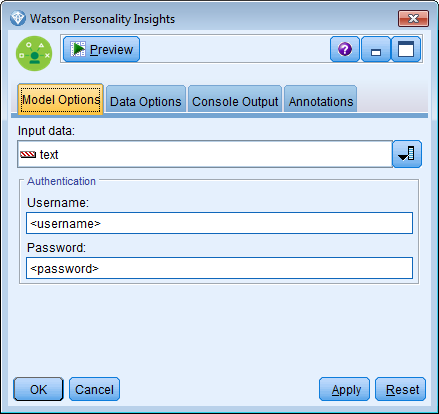 Watson Personality Insights
Preview
?
Model Options Data Options Console Output Annotations
Input data:
text
Authentication
Username:
<username>
Password:
<password>
OK Cancel Apply Reset